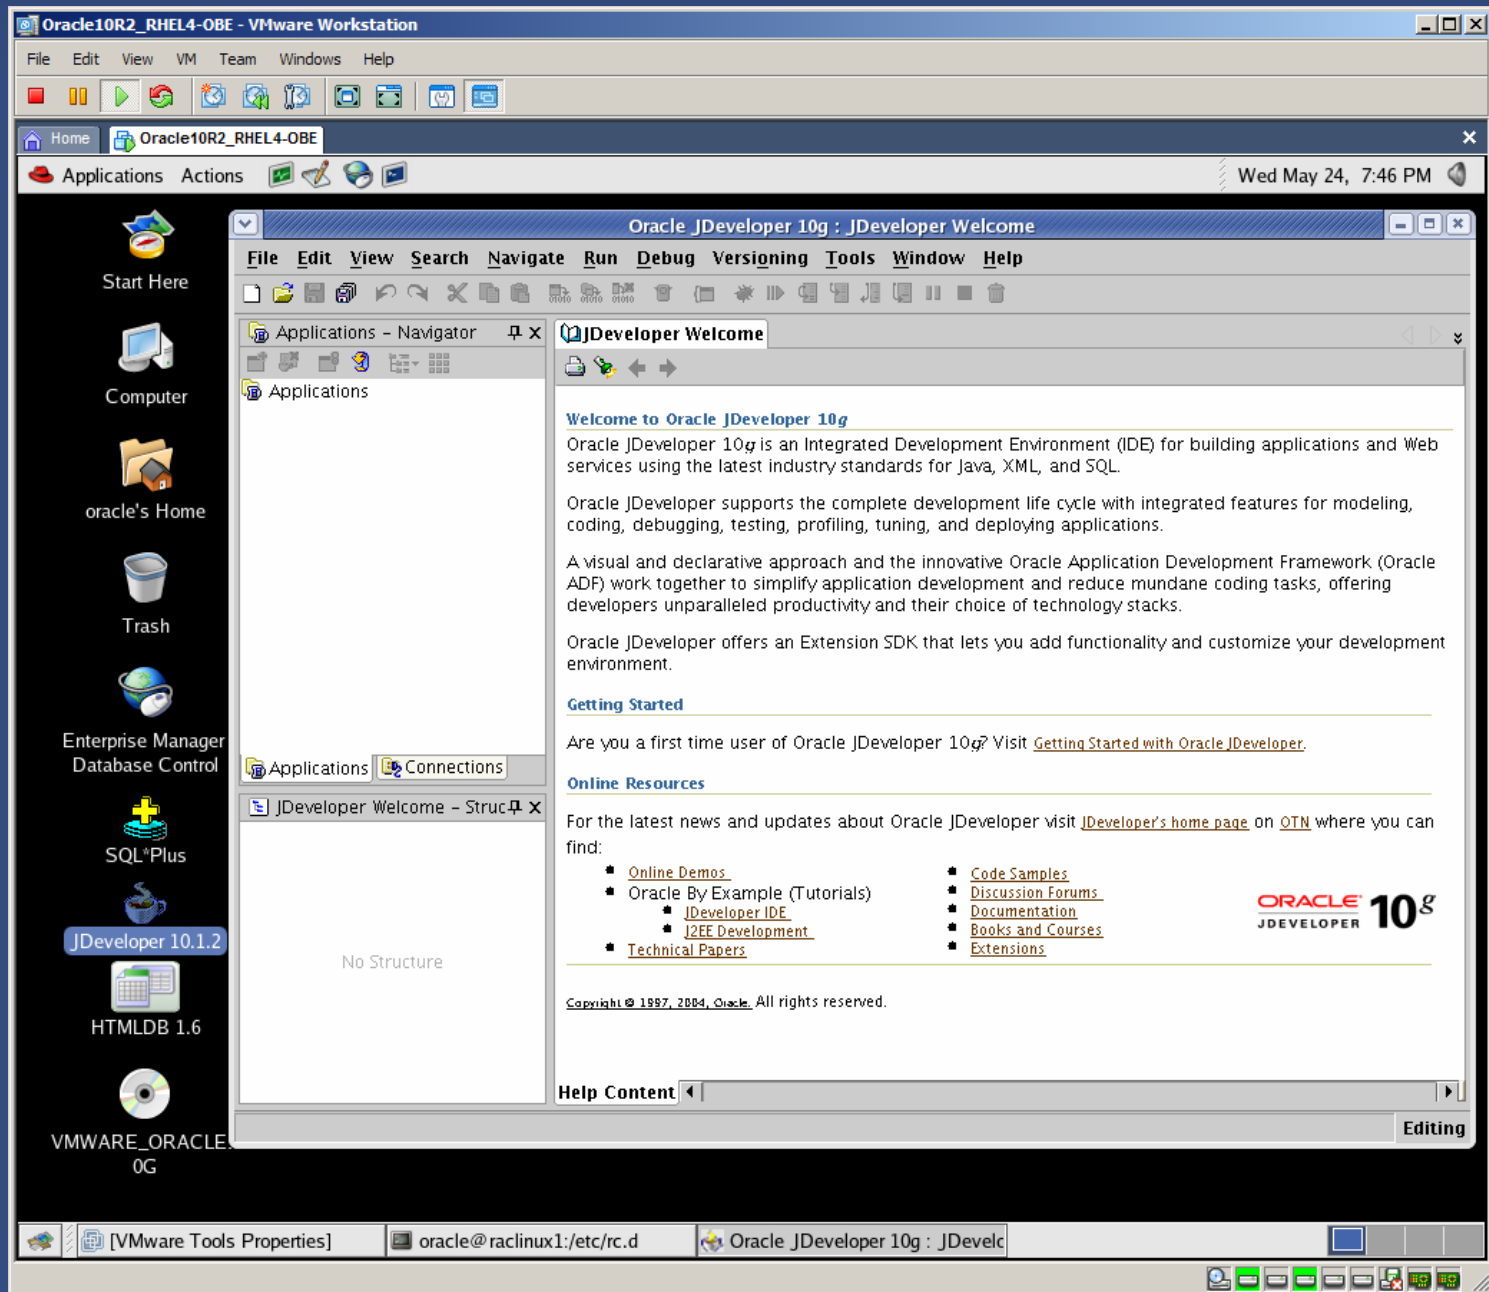 Oracle10R2_RHEL4-OBE - VMware Workstation
File Edit View VM Team Windows Help
Home Oracle10R2_RHEL4-OBE
Applications Actions Wed May 24, 7:46 PM
Start Here
Computer
oracle's Home
Trash
Enterprise Manager
Database Control
SQL*Plus
JDeveloper 10.1.2
HTMLDB 1.6
VMWARE_ORACLE
0G
Oracle JDeveloper 10g : JDeveloper Welcome
File Edit View Search Navigate Run Debug Versioning Tools Window Help
Applications – Navigator
Applications
Applications Connections
JDeveloper Welcome – Struc
No Structure
JDeveloper Welcome
Welcome to Oracle JDeveloper 10g
Oracle JDeveloper 10g is an Integrated Development Environment (IDE) for building applications and Web
services using the latest industry standards for Java, XML, and SQL.
Oracle JDeveloper supports the complete development life cycle with integrated features for modeling,
coding, debugging, testing, profiling, tuning, and deploying applications.
A visual and declarative approach and the innovative Oracle Application Development Framework (Oracle
ADF) work together to simplify application development and reduce mundane coding tasks, offering
developers unparalleled productivity and their choice of technology stacks.
Oracle JDeveloper offers an Extension SDK that lets you add functionality and customize your development
environment.
Getting Started
Are you a first time user of Oracle JDeveloper 10g? Visit Getting Started with Oracle JDeveloper.
Online Resources
For the latest news and updates about Oracle JDeveloper visit JDeveloper's home page on OTN where you can
find:
Online Demos
Oracle By Example (Tutorials)
JDeveloper IDE
J2EE Development
Technical Papers
Code Samples
Discussion Forums
Documentation
Books and Courses
Extensions
ORACLE 10g
JDEVELOPER
Copyright © 1997, 2004, Oracle. All rights reserved.
Help Content
Editing
[VMware Tools Properties] oracle@raclinux1:/etc/rc.d Oracle JDeveloper 10g : JDevelc